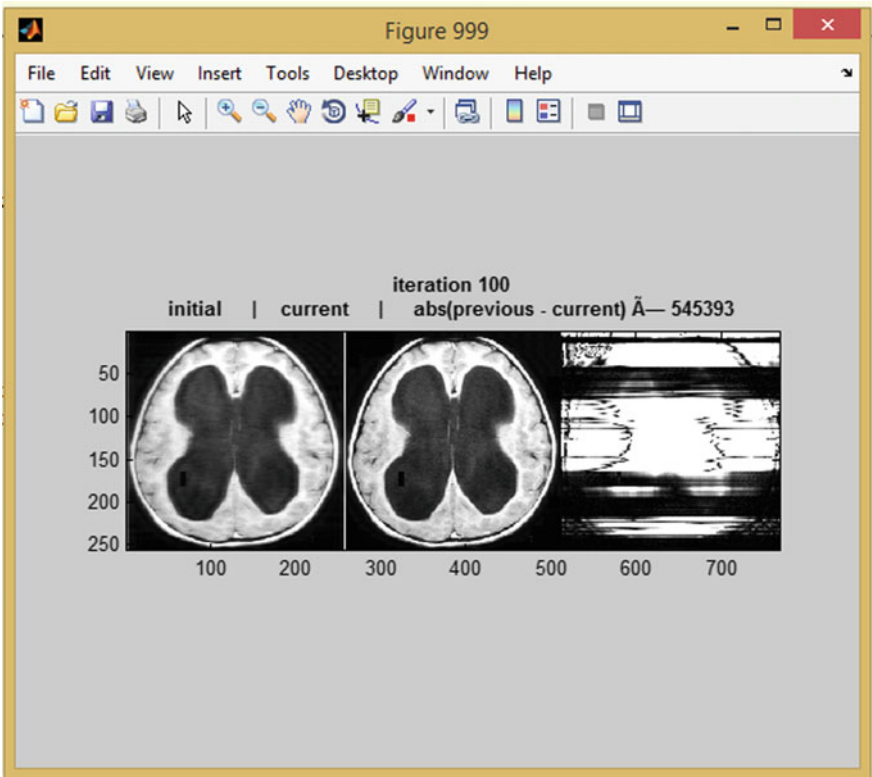 Figure 999
File Edit View Insert Tools Desktop Window Help
iteration 100
initial | current | abs(previous - current) Ã— 545393
50
100
150
200
250
100 200 300 400 500 600 700